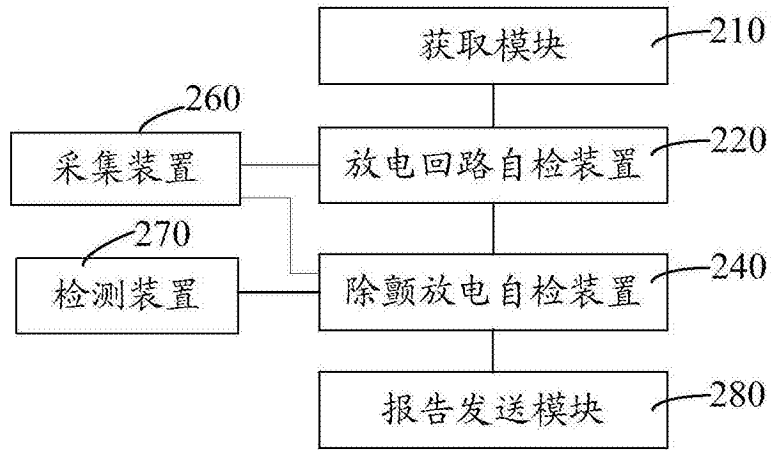 获取模块
210
260
采集装置
放电回路自检装置
220
270
检测装置
除颤放电自检装置
240
报告发送模块
280